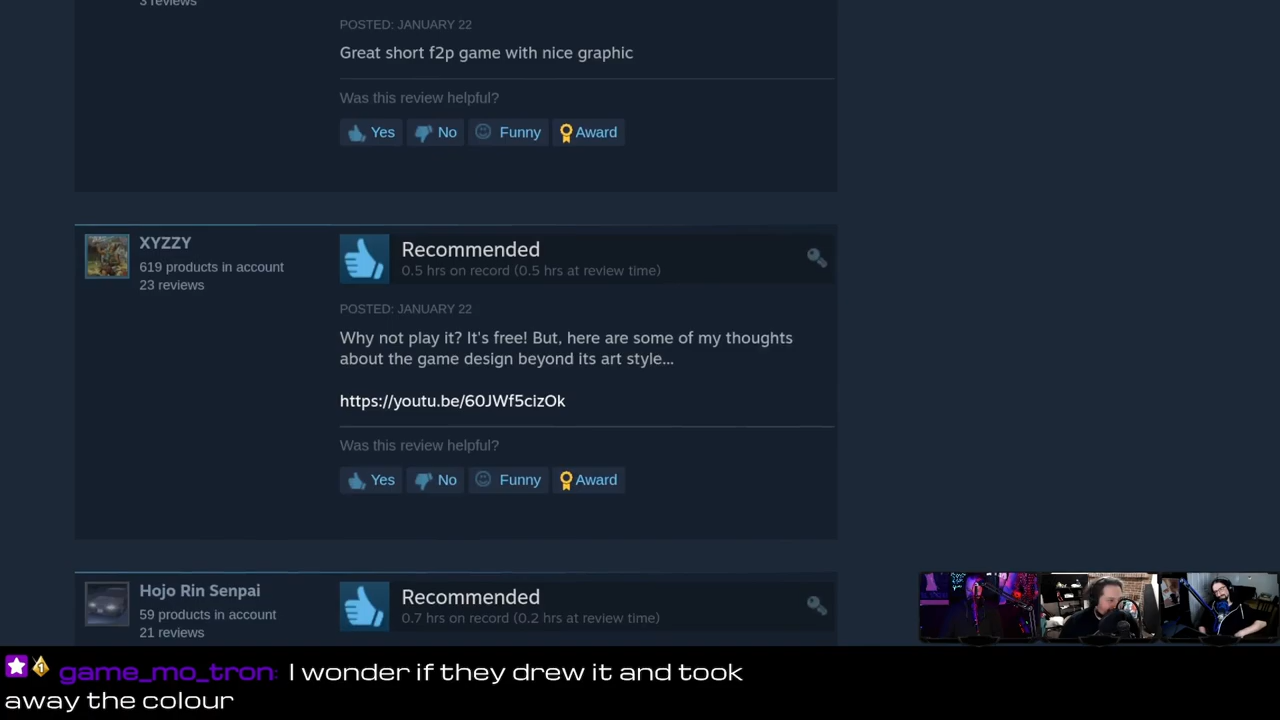 3 reviews
POSTED: JANUARY 22
Great short f2p game with nice graphic
Was this review helpful?
Yes No Funny Award
XYZZY
619 products in account
23 reviews
Recommended
0.5 hrs on record (0.5 hrs at review time)
POSTED: JANUARY 22
Why not play it? It's free! But, here are some of my thoughts
about the game design beyond its art style...
https://youtu.be/60JWf5cizOk
Was this review helpful?
Yes No Funny Award
Hojo Rin Senpai
59 products in account
21 reviews
Recommended
0.7 hrs on record (0.2 hrs at review time)
game_mo_tron: I wonder if they drew it and took
away the colour